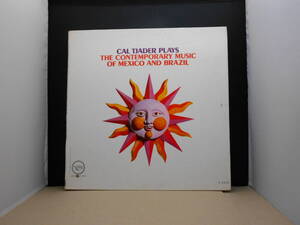 CAL TJADER PLAYS
THE CONTEMPORARY MUSIC
OF MEXICO AND BRAZIL